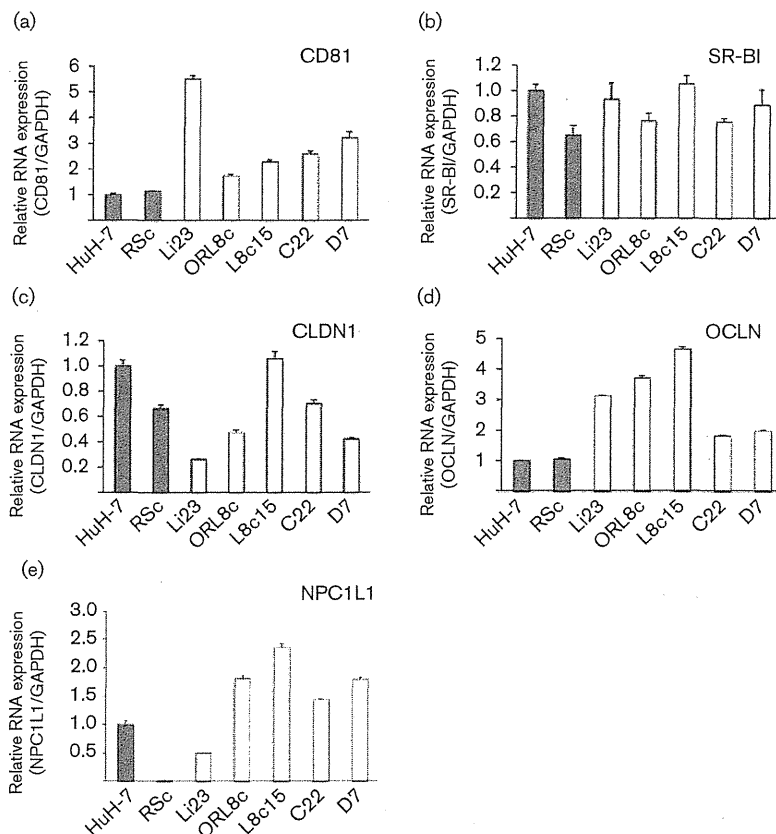 (a)
CD81
Relative RNA expression
(CD81/GAPDH)
6
5
4
3
2
1
HuH-7
RSc
Li23
ORL8c
L8c15
C22
D7
(b)
SR-BI
Relative RNA expression
(SR-BI/GAPDH)
1.2
1.0
0.8
0.6
0.4
0.2
HuH-7
RSc
Li23
ORL8c
L8c15
C22
D7
(c)
CLDN1
Relative RNA expression
(CLDN1/GAPDH)
1.2
1.0
0.8
0.6
0.4
0.2
HuH-7
RSc
Li23
ORL8c
L8c15
C22
D7
(d)
OCLN
Relative RNA expression
(OCLN/GAPDH)
5
4
3
2
1
HuH-7
RSc
Li23
ORL8c
L8c15
C22
D7
(e)
NPC1L1
Relative RNA expression
(NPC1L1/GAPDH)
3.0
2.5
2.0
1.5
1.0
0.5
HuH-7
RSc
Li23
ORL8c
L8c15
C22
D7